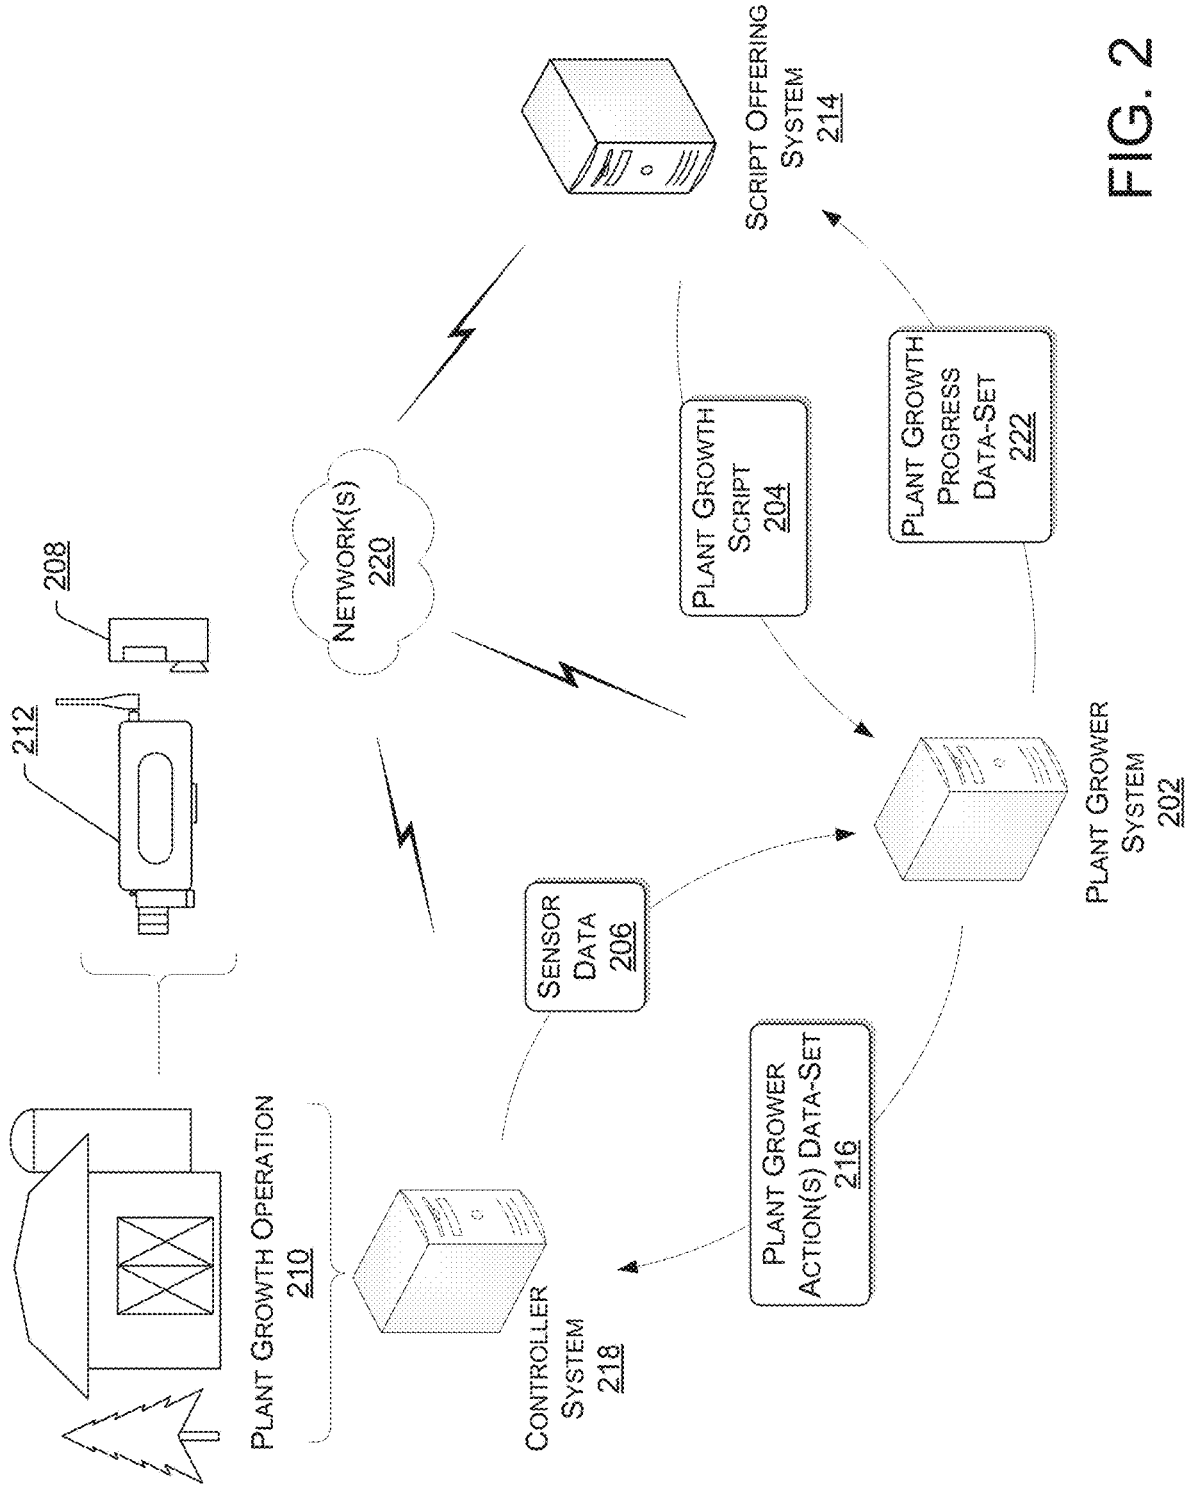 212
208
PLANT GROWTH OPERATION
210
NETWORK(S)
220
CONTROLLER
SYSTEM
218
SENSOR
DATA
206
PLANT GROWTH
SCRIPT
204
SCRIPT OFFERING
SYSTEM
214
PLANT GROWER
ACTION(S) DATA-SET
216
PLANT GROWTH
PROGRESS
DATA-SET
222
PLANT GROWER
SYSTEM
202
FIG. 2